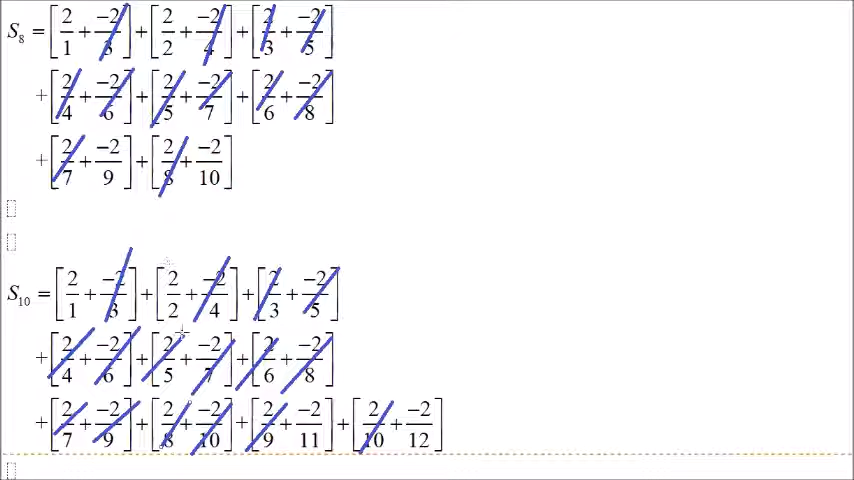 S_8 = [2/1 + -2/3] + [2/2 + -2/4] + [2/3 + -2/5]
+ [2/4 + -2/6] + [2/5 + -2/7] + [2/6 + -2/8]
+ [2/7 + -2/9] + [2/8 + -2/10]
S_10 = [2/1 + -2/3] + [2/2 + -2/4] + [2/3 + -2/5]
+ [2/4 + -2/6] + [2/5 + -2/7] + [2/6 + -2/8]
+ [2/7 + -2/9] + [2/8 + -2/10] + [2/9 + -2/11] + [2/10 + -2/12]